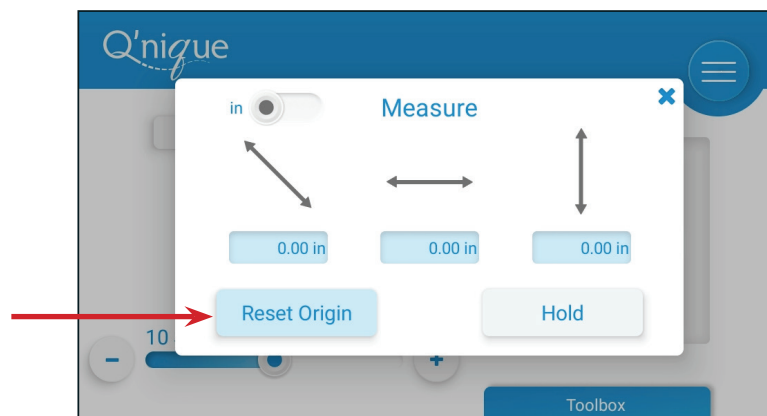 Q'nique
in
Measure
0.00 in
0.00 in
0.00 in
Reset Origin
Hold
10
Toolbox